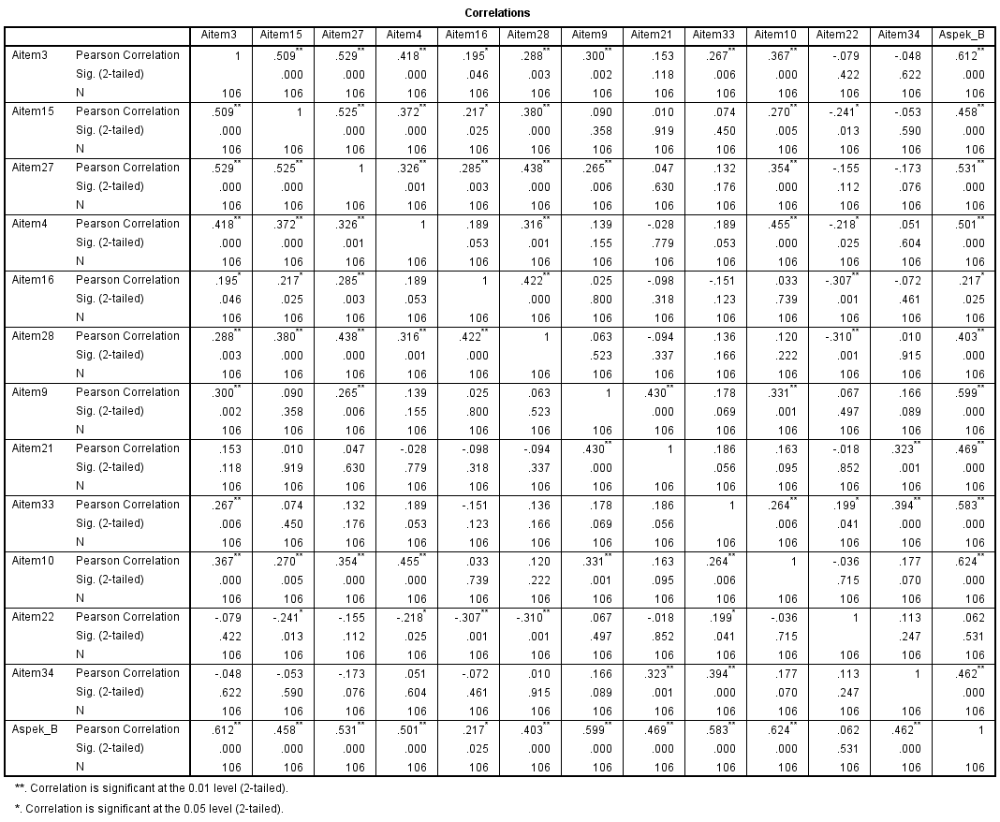 Correlations
Aitem3 Aitem15 Aitem27 Aitem4 Aitem16 Aitem28 Aitem9 Aitem21 Aitem33 Aitem10 Aitem22 Aitem34 Aspek_B
Aitem3 Pearson Correlation 1 .509** .529** .418** .195* .288** .300** .153 .267** .367** -.079 -.048 .612**
Sig. (2-tailed) .000 .000 .000 .046 .003 .002 .118 .006 .000 .422 .622 .000
N 106 106 106 106 106 106 106 106 106 106 106 106 106
Aitem15 Pearson Correlation .509** 1 .525** .372** .217* .380** .090 .010 .074 .270** -.241* -.053 .458**
Sig. (2-tailed) .000 .000 .000 .025 .000 .358 .919 .450 .005 .013 .590 .000
N 106 106 106 106 106 106 106 106 106 106 106 106 106
Aitem27 Pearson Correlation .529** .525** 1 .326** .285** .438** .265** .047 .132 .354** -.155 -.173 .531**
Sig. (2-tailed) .000 .000 .001 .003 .000 .006 .630 .176 .000 .112 .076 .000
N 106 106 106 106 106 106 106 106 106 106 106 106 106
Aitem4 Pearson Correlation .418** .372** .326** 1 .189 .316** .139 -.028 .189 .455** -.218* .051 .501**
Sig. (2-tailed) .000 .000 .001 .053 .001 .155 .779 .053 .000 .025 .604 .000
N 106 106 106 106 106 106 106 106 106 106 106 106 106
Aitem16 Pearson Correlation .195* .217* .285** .189 1 .422** .025 -.098 -.151 .033 -.307** -.072 .217*
Sig. (2-tailed) .046 .025 .003 .053 .000 .800 .318 .123 .739 .001 .461 .025
N 106 106 106 106 106 106 106 106 106 106 106 106 106
Aitem28 Pearson Correlation .288** .380** .438** .316** .422** 1 .063 -.094 .136 .120 -.310** .010 .403**
Sig. (2-tailed) .003 .000 .000 .001 .000 .523 .337 .166 .222 .001 .915 .000
N 106 106 106 106 106 106 106 106 106 106 106 106 106
Aitem9 Pearson Correlation .300** .090 .265** .139 .025 .063 1 .430** .178 .331** .067 .166 .599**
Sig. (2-tailed) .002 .358 .006 .155 .800 .523 .000 .069 .001 .497 .089 .000
N 106 106 106 106 106 106 106 106 106 106 106 106 106
Aitem21 Pearson Correlation .153 .010 .047 -.028 -.098 -.094 .430** 1 .186 .163 -.018 .323** .469**
Sig. (2-tailed) .118 .919 .630 .779 .318 .337 .000 .056 .095 .852 .001 .000
N 106 106 106 106 106 106 106 106 106 106 106 106 106
Aitem33 Pearson Correlation .267** .074 .132 .189 -.151 .136 .178 .186 1 .264** .199* .394** .583**
Sig. (2-tailed) .006 .450 .176 .053 .123 .166 .069 .056 .006 .041 .000 .000
N 106 106 106 106 106 106 106 106 106 106 106 106 106
Aitem10 Pearson Correlation .367** .270** .354** .455** .033 .120 .331** .163 .264** 1 -.036 .177 .624**
Sig. (2-tailed) .000 .005 .000 .000 .739 .222 .001 .095 .006 .715 .070 .000
N 106 106 106 106 106 106 106 106 106 106 106 106 106
Aitem22 Pearson Correlation -.079 -.241* -.155 -.218* -.307** -.310** .067 -.018 .199* -.036 1 .113 .062
Sig. (2-tailed) .422 .013 .112 .025 .001 .001 .497 .852 .041 .715 .247 .531
N 106 106 106 106 106 106 106 106 106 106 106 106 106
Aitem34 Pearson Correlation -.048 -.053 -.173 .051 -.072 .010 .166 .323** .394** .177 .113 1 .462**
Sig. (2-tailed) .622 .590 .076 .604 .461 .915 .089 .001 .000 .070 .247 .000
N 106 106 106 106 106 106 106 106 106 106 106 106 106
Aspek_B Pearson Correlation .612** .458** .531** .501** .217* .403** .599** .469** .583** .624** .062 .462** 1
Sig. (2-tailed) .000 .000 .000 .000 .025 .000 .000 .000 .000 .000 .531 .000
N 106 106 106 106 106 106 106 106 106 106 106 106 106
**. Correlation is significant at the 0.01 level (2-tailed).
*. Correlation is significant at the 0.05 level (2-tailed).